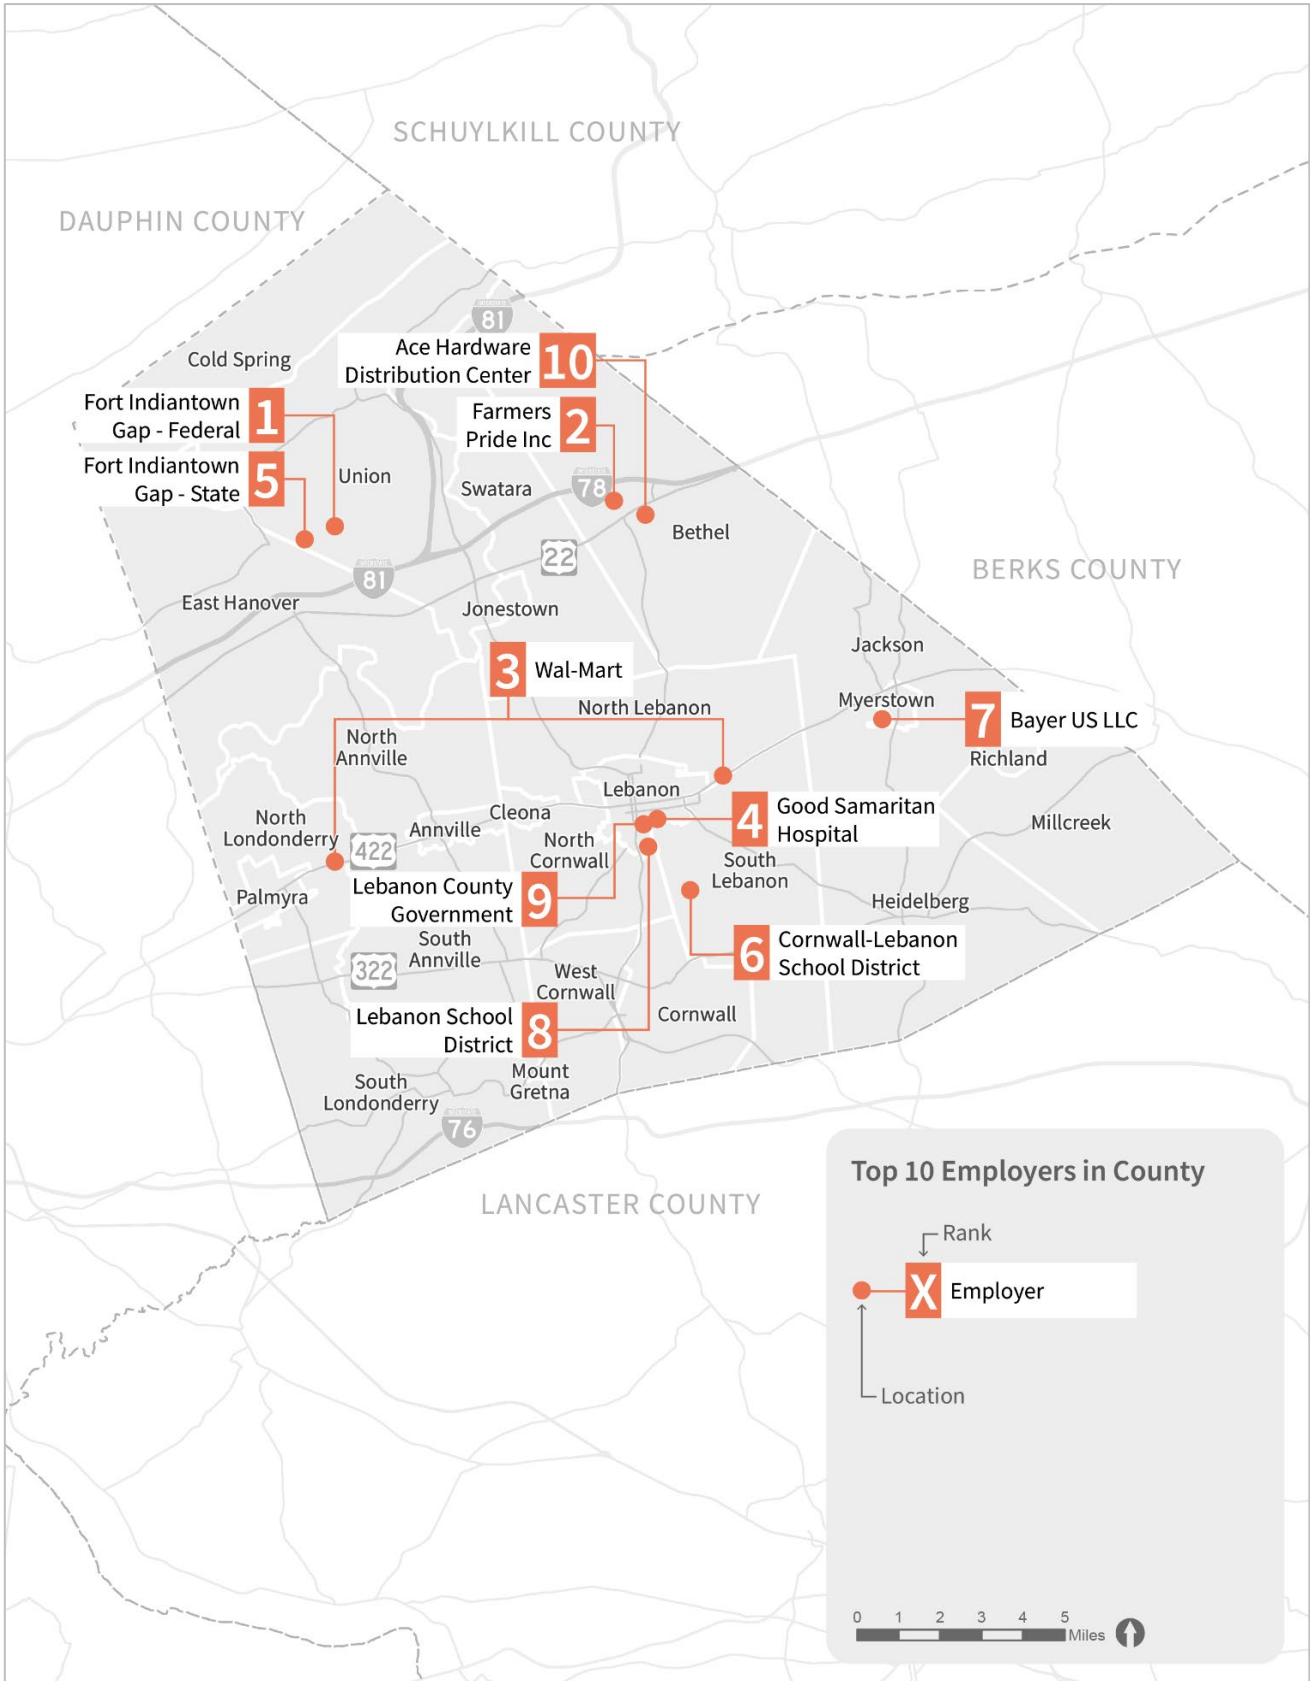 SCHUYLKILL COUNTY
DAUPHIN COUNTY
INTERSTATE
81
Cold Spring
Ace Hardware
Distribution Center
10
Fort Indiantown
Gap - Federal
1
Farmers
Pride Inc
2
Fort Indiantown
Gap - State
5
Union
Swatara
INTERSTATE
78
Bethel
22
BERKS COUNTY
INTERSTATE
81
East Hanover
Jonestown
Jackson
3
Wal-Mart
Myerstown
North Lebanon
7
Bayer US LLC
North
Annville
Richland
Lebanon
Cleona
4
Good Samaritan
Hospital
North
Londonderry
Annville
Millcreek
422
North
Cornwall
South
Lebanon
Palmyra
Lebanon County
Government
9
Heidelberg
South
Annville
6
Cornwall-Lebanon
School District
322
West
Cornwall
Lebanon School
District
8
Cornwall
Mount
Gretna
South
Londonderry
INTERSTATE
76
LANCASTER COUNTY
Top 10 Employers in County
Rank
X
Employer
Location
0 1 2 3 4 5
Miles